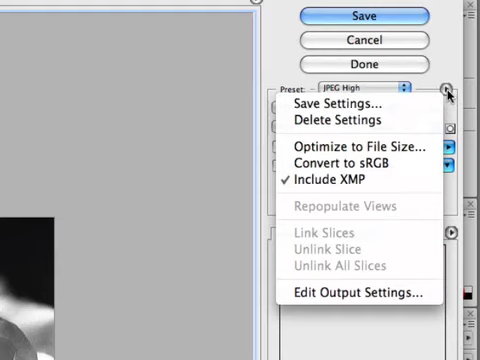 Save
Cancel
Done
Preset: JPEG High
Save Settings...
Delete Settings
Optimize to File Size...
Convert to sRGB
✓ Include XMP
Repopulate Views
Link Slices
Unlink Slice
Unlink All Slices
Edit Output Settings...